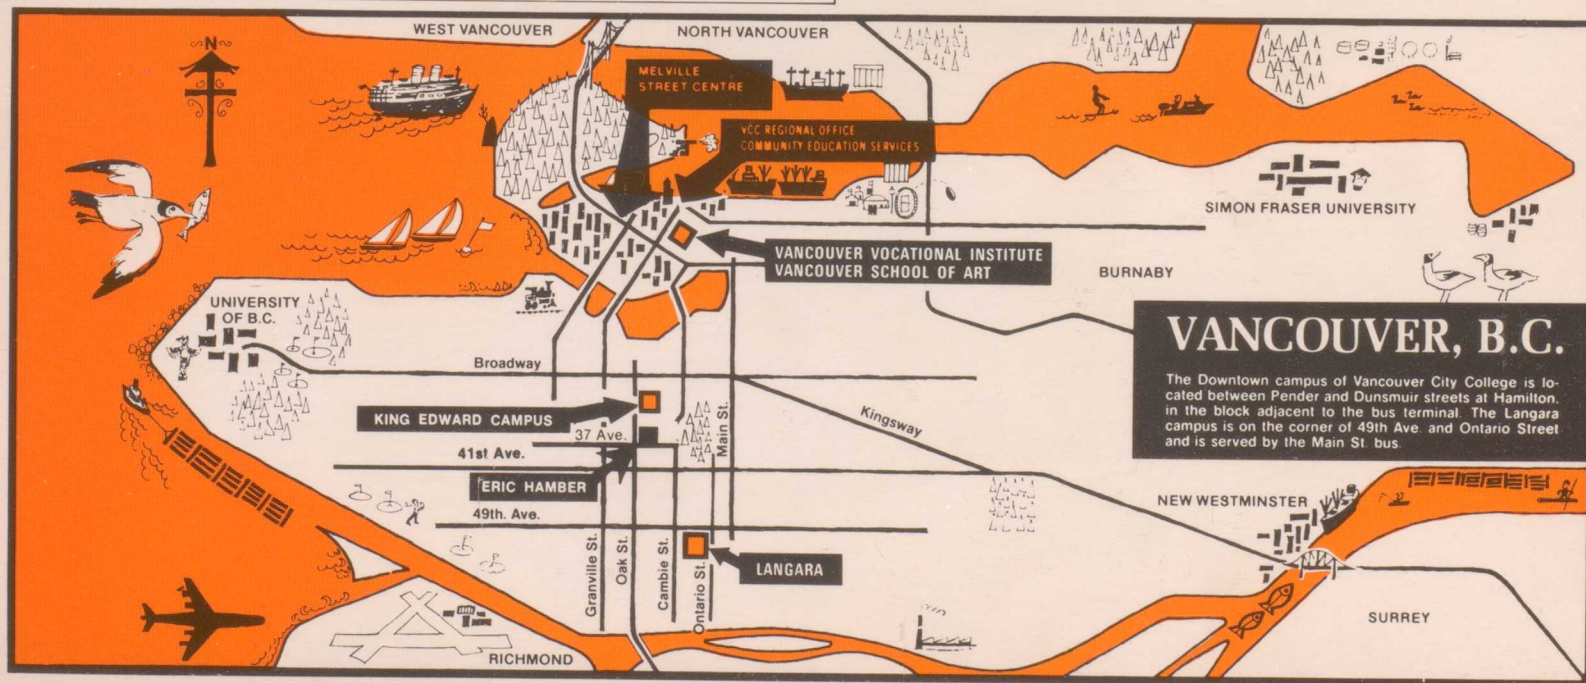 WEST VANCOUVER
NORTH VANCOUVER
N
MELVILLE
STREET CENTRE
VCC REGIONAL OFFICE
COMMUNITY EDUCATION SERVICES
SIMON FRASER UNIVERSITY
VANCOUVER VOCATIONAL INSTITUTE
VANCOUVER SCHOOL OF ART
BURNABY
UNIVERSITY
OF B.C.
VANCOUVER, B.C.
The Downtown campus of Vancouver City College is lo-
cated between Pender and Dunsmuir streets at Hamilton,
in the block adjacent to the bus terminal. The Langara
campus is on the corner of 49th Ave. and Ontario Street
and is served by the Main St. bus.
Broadway
KING EDWARD CAMPUS
Main St.
Kingsway
37 Ave.
41st Ave.
ERIC HAMBER
49th. Ave.
NEW WESTMINSTER
Granville St.
Oak St.
Cambie St.
Ontario St.
LANGARA
SURREY
RICHMOND